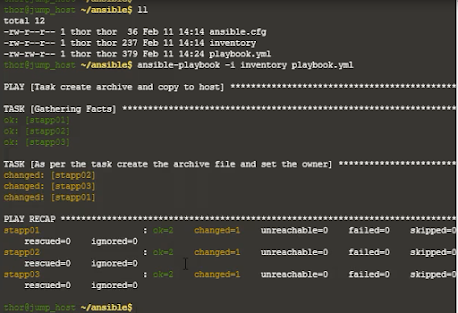 thor@jump_host ~/ansible$ ll
total 12
-rw-r--r-- 1 thor thor  36 Feb 11 14:14 ansible.cfg
-rw-r--r-- 1 thor thor 237 Feb 11 14:14 inventory
-rw-r--r-- 1 thor thor 379 Feb 11 14:24 playbook.yml
thor@jump_host ~/ansible$ ansible-playbook -i inventory playbook.yml
PLAY [Task create archive and copy to host] *****************************************
TASK [Gathering Facts] **************************************************************
ok: [stapp01]
ok: [stapp02]
ok: [stapp03]
TASK [As per the task create the archive file and set the owner] ********************
changed: [stapp02]
changed: [stapp03]
changed: [stapp01]
PLAY RECAP **************************************************************************
stapp01                    : ok=2    changed=1    unreachable=0    failed=0    skipped=0
    rescued=0    ignored=0
stapp02                    : ok=2    changed=1    unreachable=0    failed=0    skipped=0
    rescued=0    ignored=0
stapp03                    : ok=2    changed=1    unreachable=0    failed=0    skipped=0
    rescued=0    ignored=0
thor@jump_host ~/ansible$